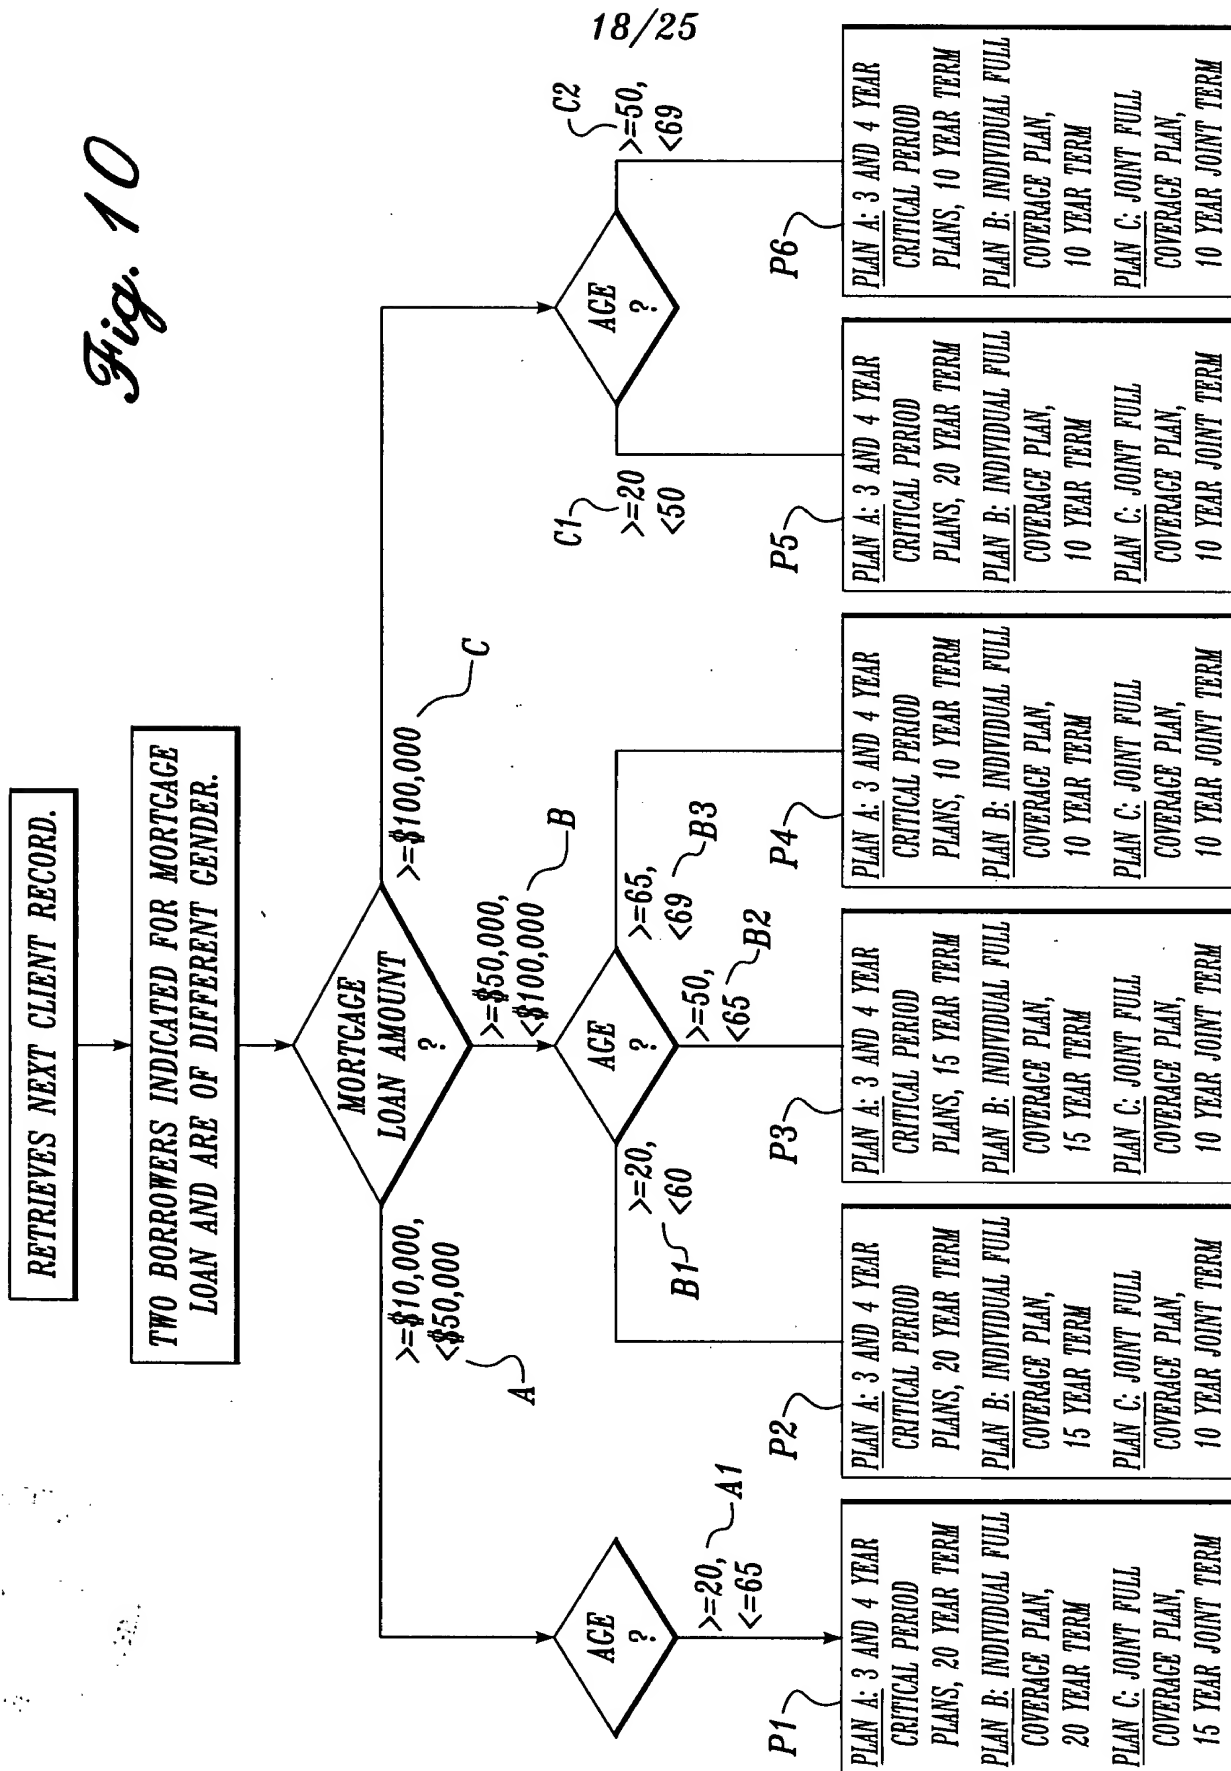 18/25
Fig. 10
RETRIEVES NEXT CLIENT RECORD.
TWO BORROWERS INDICATED FOR MORTGAGE
LOAN AND ARE OF DIFFERENT GENDER.
MORTGAGE
LOAN AMOUNT
?
>=$10,000,
<$50,000
A
>=$50,000,
<$100,000
B
>=$100,000
C
AGE
?
>=20,
<=65
A1
AGE
?
>=20,
<60
B1
>=50,
<65
B2
>=65,
<69
B3
AGE
?
C1
>=20
<50
C2
>=50,
<69
P1
PLAN A: 3 AND 4 YEAR
CRITICAL PERIOD
PLANS, 20 YEAR TERM
PLAN B: INDIVIDUAL FULL
COVERAGE PLAN,
20 YEAR TERM
PLAN C: JOINT FULL
COVERAGE PLAN,
15 YEAR JOINT TERM
P2
PLAN A: 3 AND 4 YEAR
CRITICAL PERIOD
PLANS, 20 YEAR TERM
PLAN B: INDIVIDUAL FULL
COVERAGE PLAN,
15 YEAR TERM
PLAN C: JOINT FULL
COVERAGE PLAN,
10 YEAR JOINT TERM
P3
PLAN A: 3 AND 4 YEAR
CRITICAL PERIOD
PLANS, 15 YEAR TERM
PLAN B: INDIVIDUAL FULL
COVERAGE PLAN,
15 YEAR TERM
PLAN C: JOINT FULL
COVERAGE PLAN,
10 YEAR JOINT TERM
P4
PLAN A: 3 AND 4 YEAR
CRITICAL PERIOD
PLANS, 10 YEAR TERM
PLAN B: INDIVIDUAL FULL
COVERAGE PLAN,
10 YEAR TERM
PLAN C: JOINT FULL
COVERAGE PLAN,
10 YEAR JOINT TERM
P5
PLAN A: 3 AND 4 YEAR
CRITICAL PERIOD
PLANS, 20 YEAR TERM
PLAN B: INDIVIDUAL FULL
COVERAGE PLAN,
10 YEAR TERM
PLAN C: JOINT FULL
COVERAGE PLAN,
10 YEAR JOINT TERM
P6
PLAN A: 3 AND 4 YEAR
CRITICAL PERIOD
PLANS, 10 YEAR TERM
PLAN B: INDIVIDUAL FULL
COVERAGE PLAN,
10 YEAR TERM
PLAN C: JOINT FULL
COVERAGE PLAN,
10 YEAR JOINT TERM